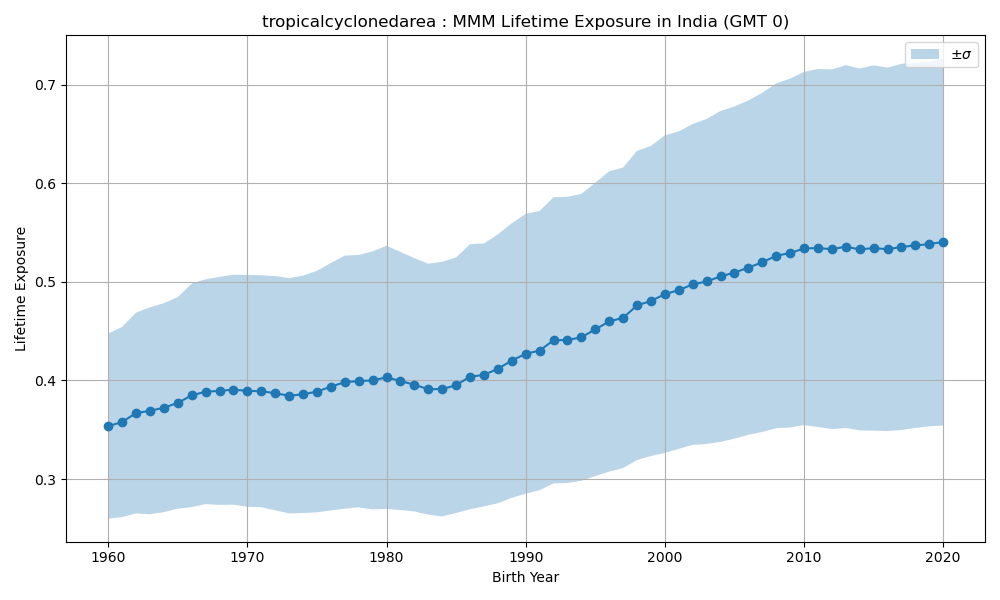 tropicalcyclonedarea : MMM Lifetime Exposure in India (GMT 0)
±σ
0.7
0.6
0.5
0.4
0.3
Lifetime Exposure
1960 1970 1980 1990 2000 2010 2020
Birth Year